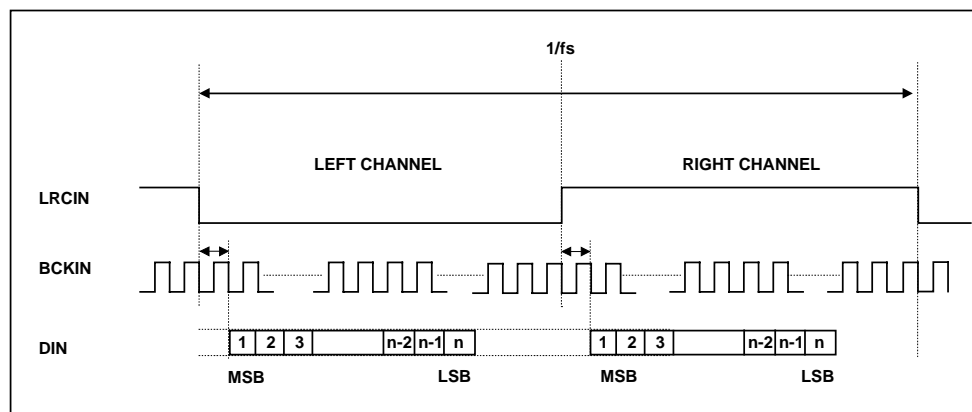 1/fs
LEFT CHANNEL RIGHT CHANNEL
LRCIN
BCKIN
DIN 1 2 3 n-2 n-1 n 1 2 3 n-2 n-1 n
MSB LSB MSB LSB